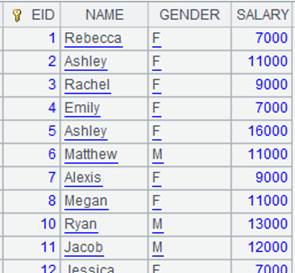 EID NAME GENDER SALARY
1 Rebecca F 7000
2 Ashley F 11000
3 Rachel F 9000
4 Emily F 7000
5 Ashley F 16000
6 Matthew M 11000
7 Alexis F 9000
8 Megan F 11000
10 Ryan M 13000
11 Jacob M 12000
12 Jessica F 7000